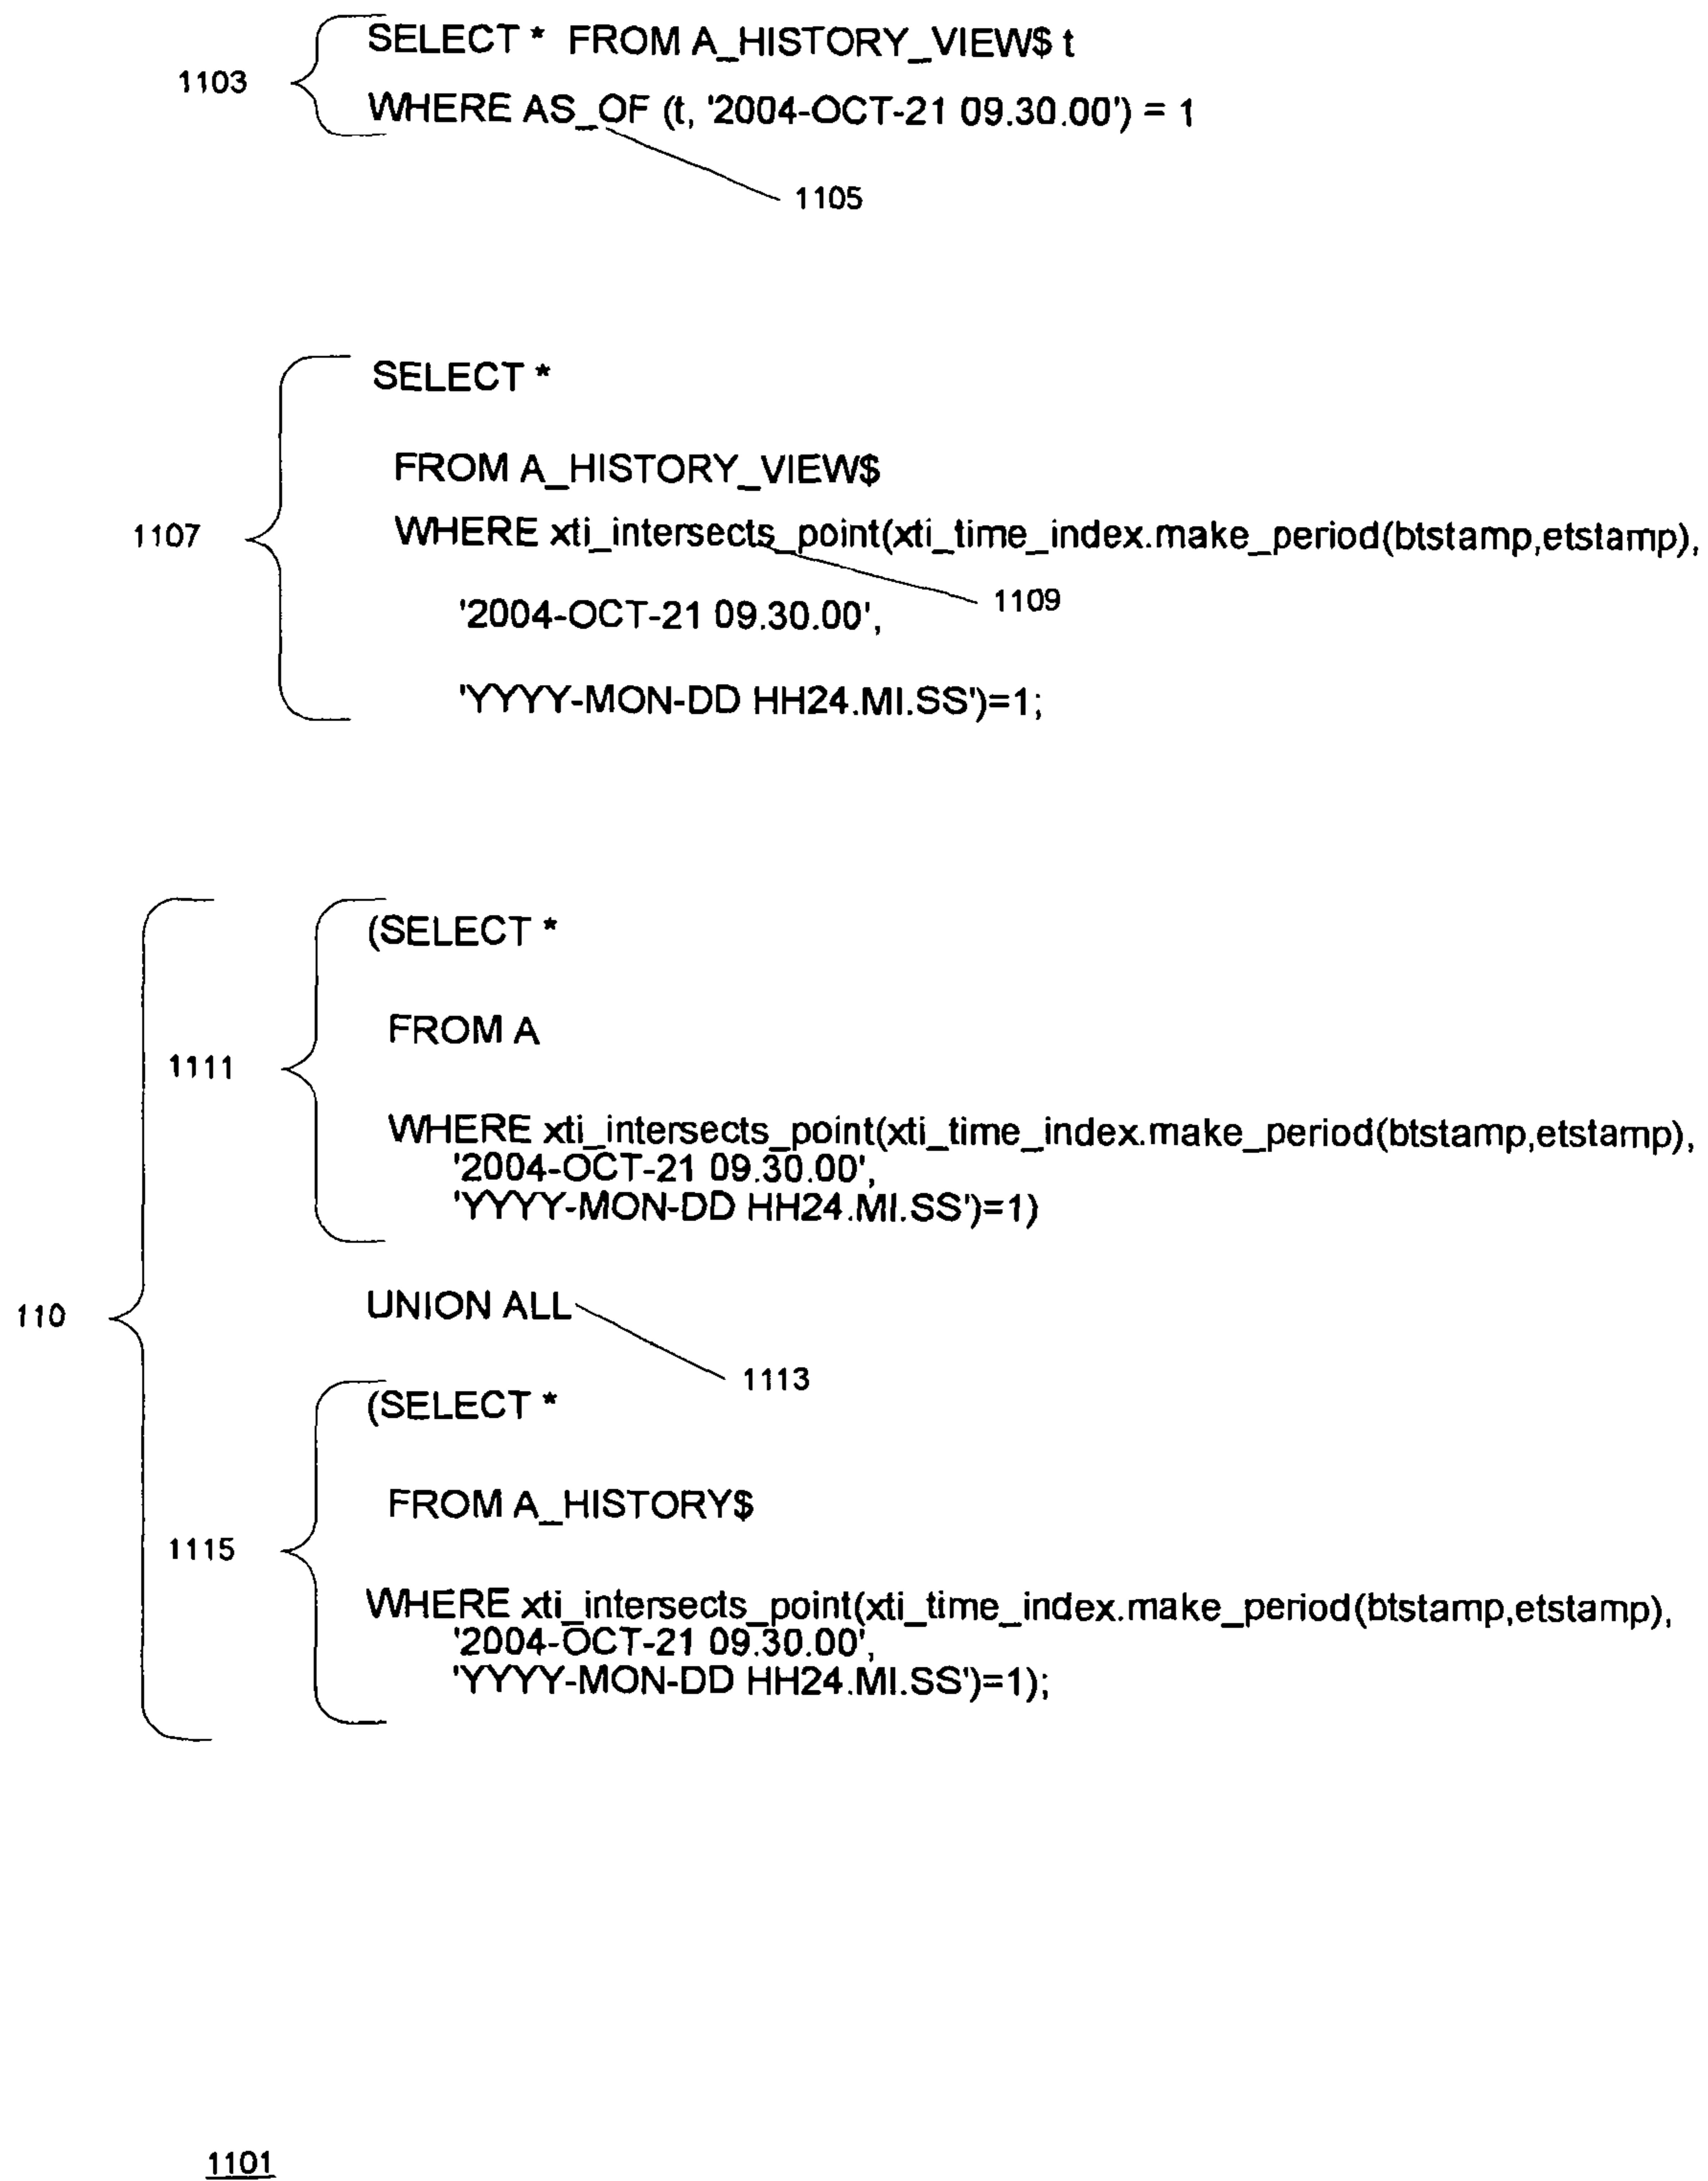 SELECT * FROM A_HISTORY_VIEW$ t
1103
WHERE AS_OF (t, '2004-OCT-21 09.30.00') = 1
1105
SELECT *
FROM A_HISTORY_VIEW$
1107
WHERE xti_intersects_point(xti_time_index.make_period(btstamp,etstamp),
1109
'2004-OCT-21 09.30.00',
'YYYY-MON-DD HH24.MI.SS')=1;
(SELECT *
FROM A
1111
WHERE xti_intersects_point(xti_time_index.make_period(btstamp,etstamp),
'2004-OCT-21 09.30.00',
'YYYY-MON-DD HH24.MI.SS')=1)
110
UNION ALL
1113
(SELECT *
FROM A_HISTORY$
1115
WHERE xti_intersects_point(xti_time_index.make_period(btstamp,etstamp),
'2004-OCT-21 09.30.00',
'YYYY-MON-DD HH24.MI.SS')=1);
1101